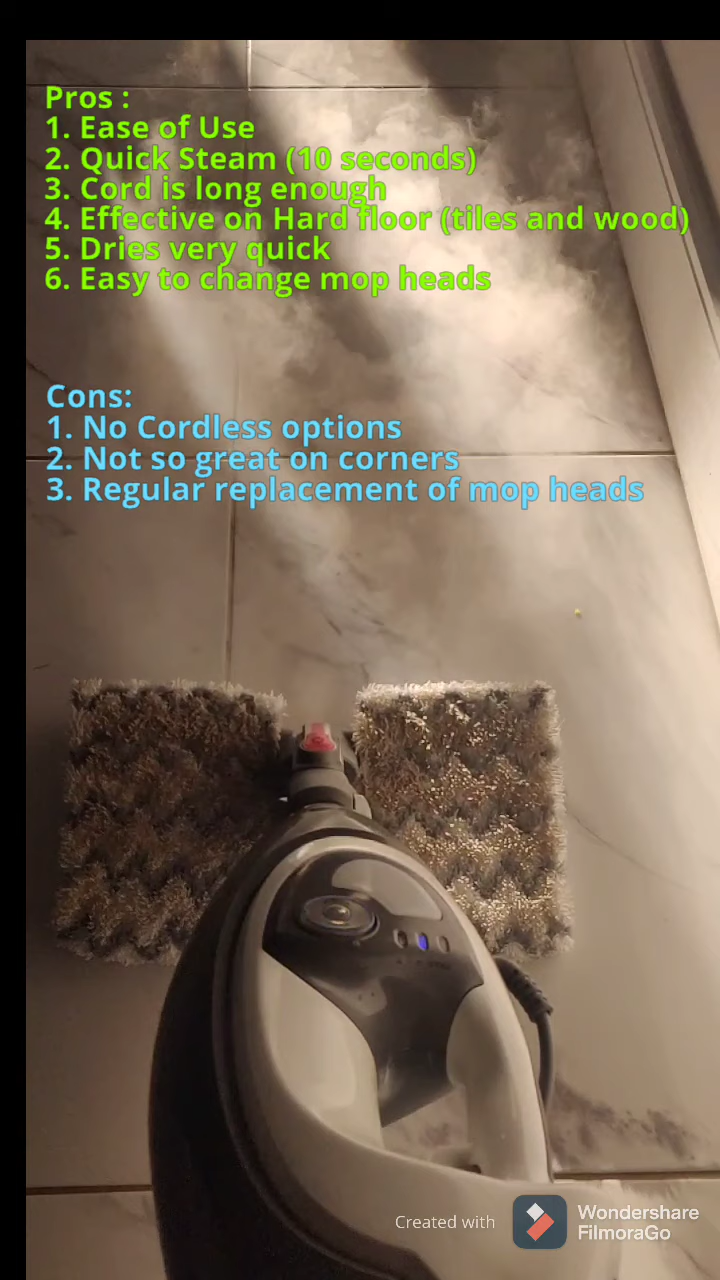 Pros :
1. Ease of Use
2. Quick Steam (10 seconds)
3. Cord is long enough
4. Effective on Hard floor (tiles and wood)
5. Dries very quick
6. Easy to change mop heads
Cons:
1. No Cordless options
2. Not so great on corners
3. Regular replacement of mop heads
Created with
Wondershare
FilmoraGo